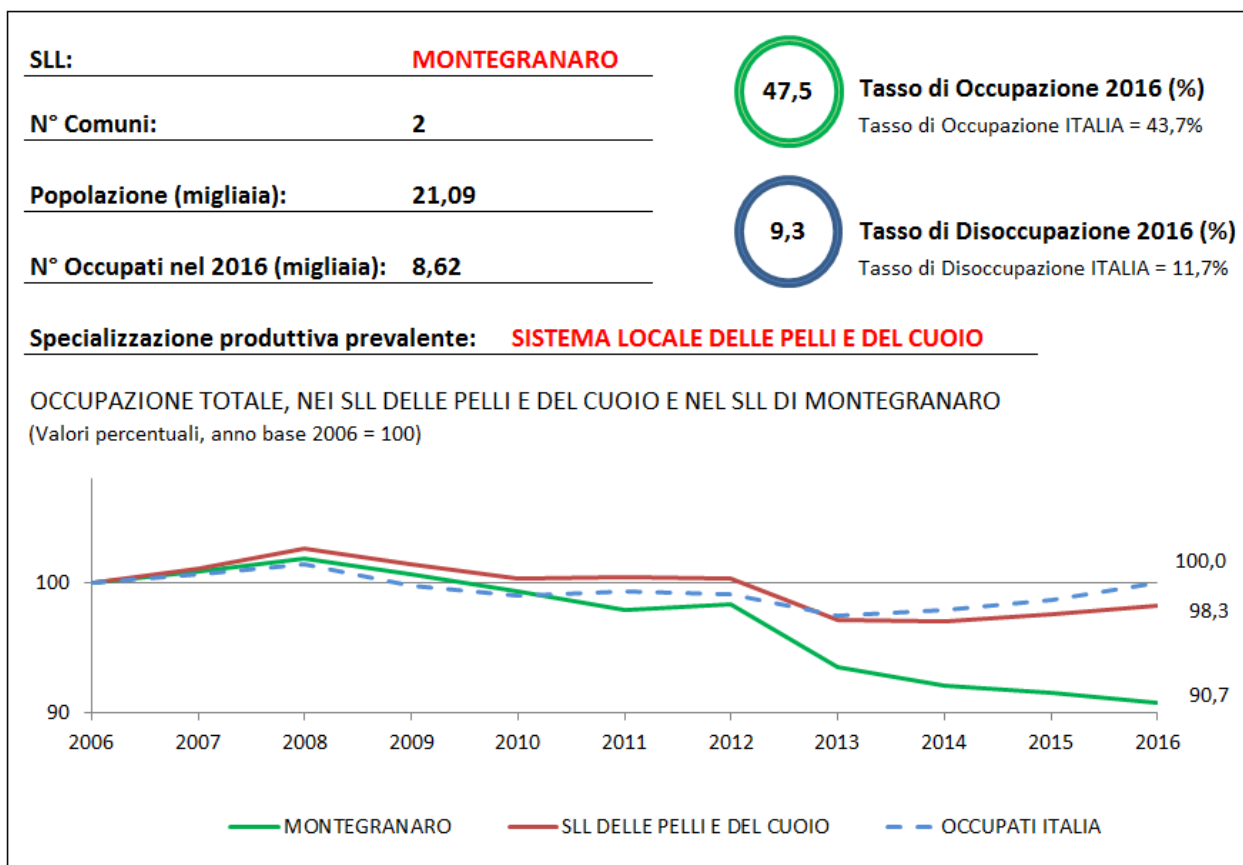 SLL: MONTEGRANARO
N° Comuni: 2
Popolazione (migliaia): 21,09
N° Occupati nel 2016 (migliaia): 8,62
47,5 Tasso di Occupazione 2016 (%)
Tasso di Occupazione ITALIA = 43,7%
9,3 Tasso di Disoccupazione 2016 (%)
Tasso di Disoccupazione ITALIA = 11,7%
Specializzazione produttiva prevalente: SISTEMA LOCALE DELLE PELLI E DEL CUOIO
OCCUPAZIONE TOTALE, NEI SLL DELLE PELLI E DEL CUOIO E NEL SLL DI MONTEGRANARO
(Valori percentuali, anno base 2006 = 100)
100
90
100,0
98,3
90,7
2006 2007 2008 2009 2010 2011 2012 2013 2014 2015 2016
MONTEGRANARO SLL DELLE PELLI E DEL CUOIO OCCUPATI ITALIA